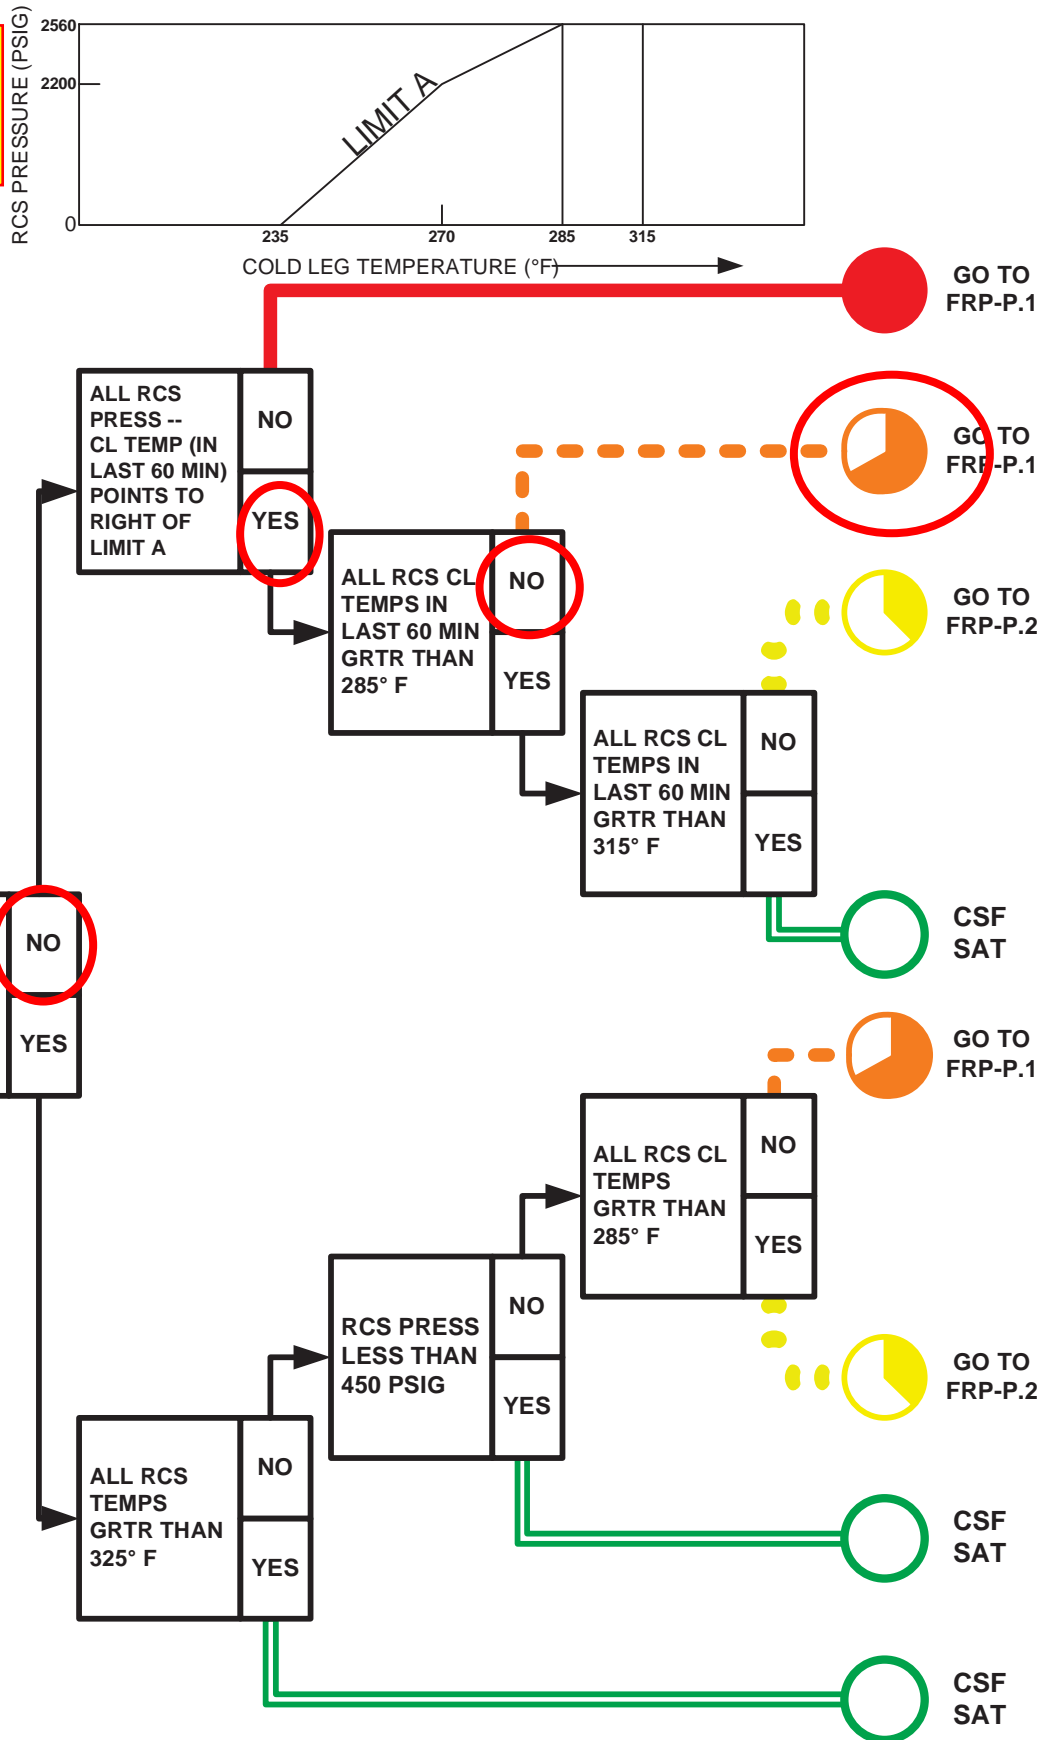 RCS PRESSURE (PSIG)
2560
2200
0
LIMIT A
235 270 285 315
COLD LEG TEMPERATURE (°F)
GO TO
FRP-P.1
ALL RCS
PRESS --
CL TEMP (IN
LAST 60 MIN)
POINTS TO
RIGHT OF
LIMIT A
NO
YES
GO TO
FRP-P.1
ALL RCS CL
TEMPS IN
LAST 60 MIN
GRTR THAN
285° F
NO
YES
GO TO
FRP-P.2
ALL RCS CL
TEMPS IN
LAST 60 MIN
GRTR THAN
315° F
NO
YES
CSF
SAT
NO
YES
GO TO
FRP-P.1
ALL RCS CL
TEMPS
GRTR THAN
285° F
NO
YES
RCS PRESS
LESS THAN
450 PSIG
NO
YES
GO TO
FRP-P.2
ALL RCS
TEMPS
GRTR THAN
325° F
NO
YES
CSF
SAT
CSF
SAT